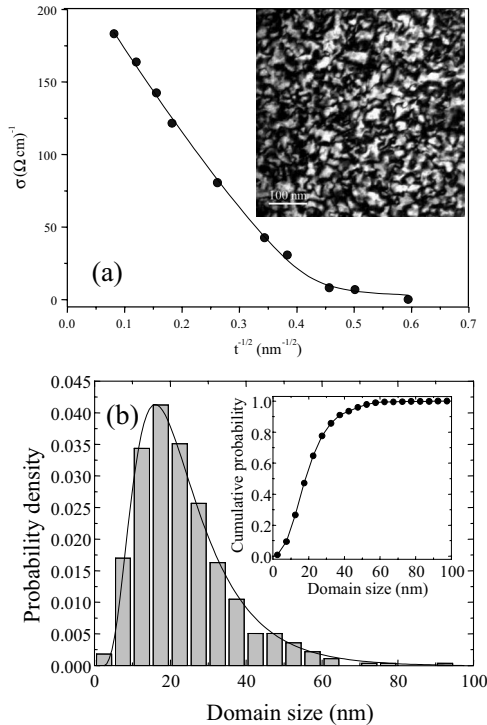 200
150
100
50
0
σ (Ω cm)⁻¹
100 nm
(a)
0.0 0.1 0.2 0.3 0.4 0.5 0.6 0.7
t⁻¹/² (nm⁻¹/²)
0.045
0.040
0.035
0.030
0.025
0.020
0.015
0.010
0.005
0.000
Probability density
(b)
1.0
0.8
0.6
0.4
0.2
0.0
Cumulative probability
0 20 40 60 80 100
Domain size (nm)
0 20 40 60 80 100
Domain size (nm)